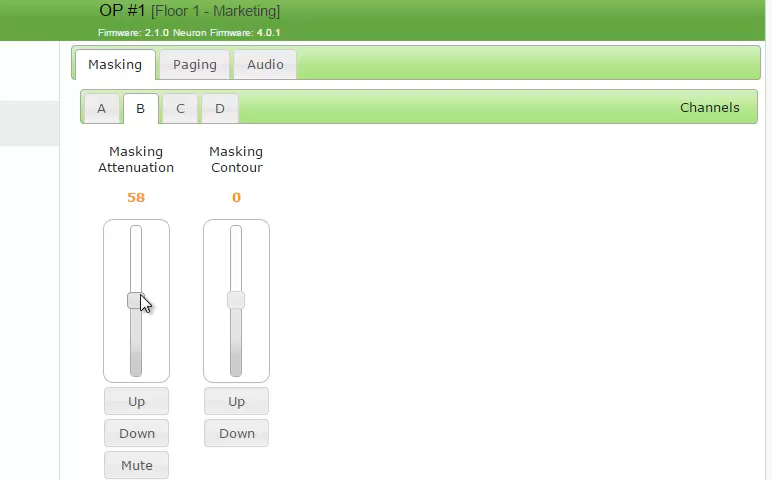 OP #1 [Floor 1 - Marketing]
Firmware: 2.1.0 Neuron Firmware: 4.0.1
Masking Paging Audio
A B C D Channels
Masking Masking
Attenuation Contour
58 0
Up Up
Down Down
Mute